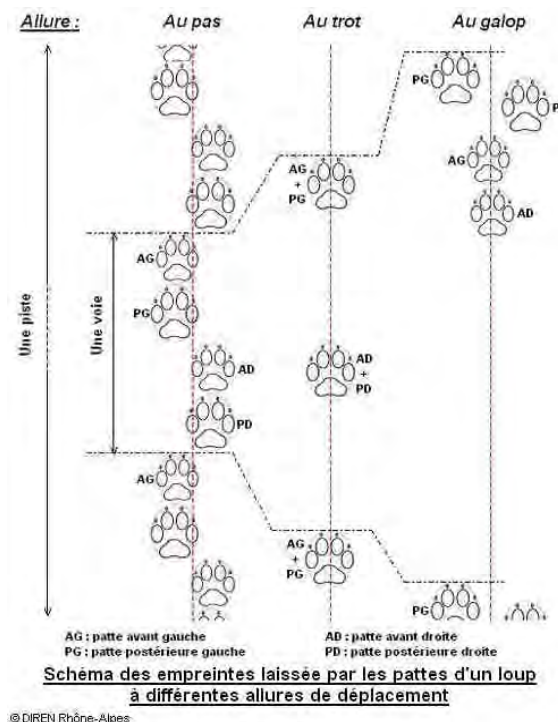 Allure : Au pas Au trot Au galop
PG
P
AG
+
PG
AG
AD
AG
Une piste
Une voie
PG
AD
AD
+
PD
PD
AG
AG
+
PG
PG
AG : patte avant gauche AD : patte avant droite
PG : patte postérieure gauche PD : patte postérieure droite
Schéma des empreintes laissée par les pattes d'un loup
à différentes allures de déplacement
© DIREN Rhône-Alpes